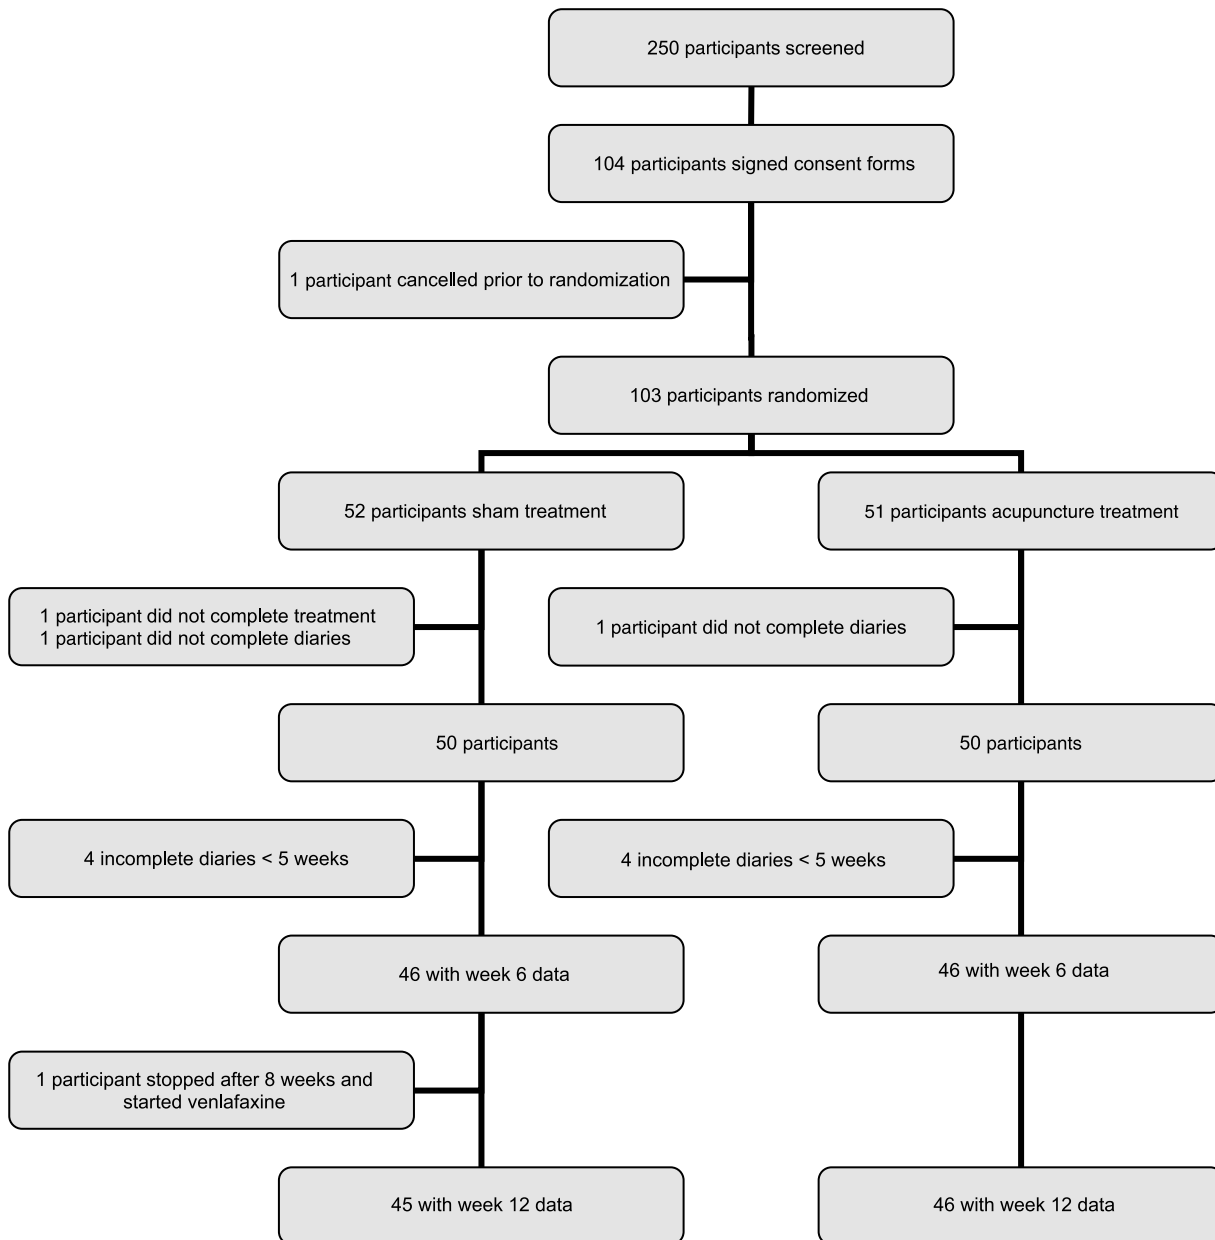 250 participants screened
104 participants signed consent forms
1 participant cancelled prior to randomization
103 participants randomized
52 participants sham treatment
51 participants acupuncture treatment
1 participant did not complete treatment
1 participant did not complete diaries
1 participant did not complete diaries
50 participants
50 participants
4 incomplete diaries < 5 weeks
4 incomplete diaries < 5 weeks
46 with week 6 data
46 with week 6 data
1 participant stopped after 8 weeks and
started venlafaxine
45 with week 12 data
46 with week 12 data